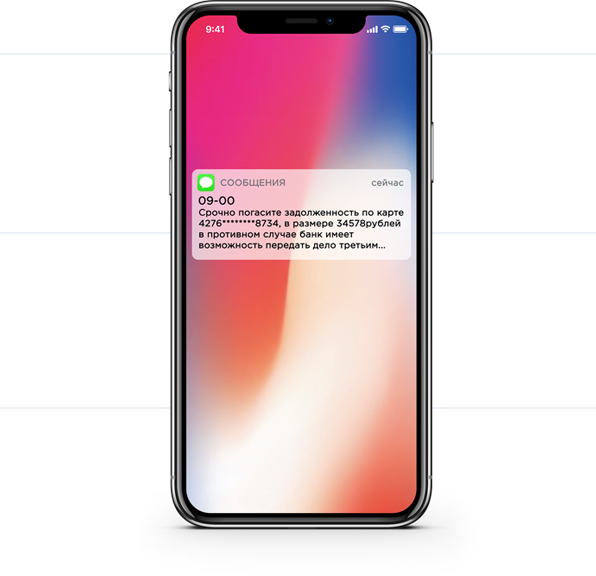 9:41
СООБЩЕНИЯ сейчас
09-00
Срочно погасите задолженность по карте
4276********8734, в размере 34578рублей
в противном случае банк имеет
возможность передать дело третьим...